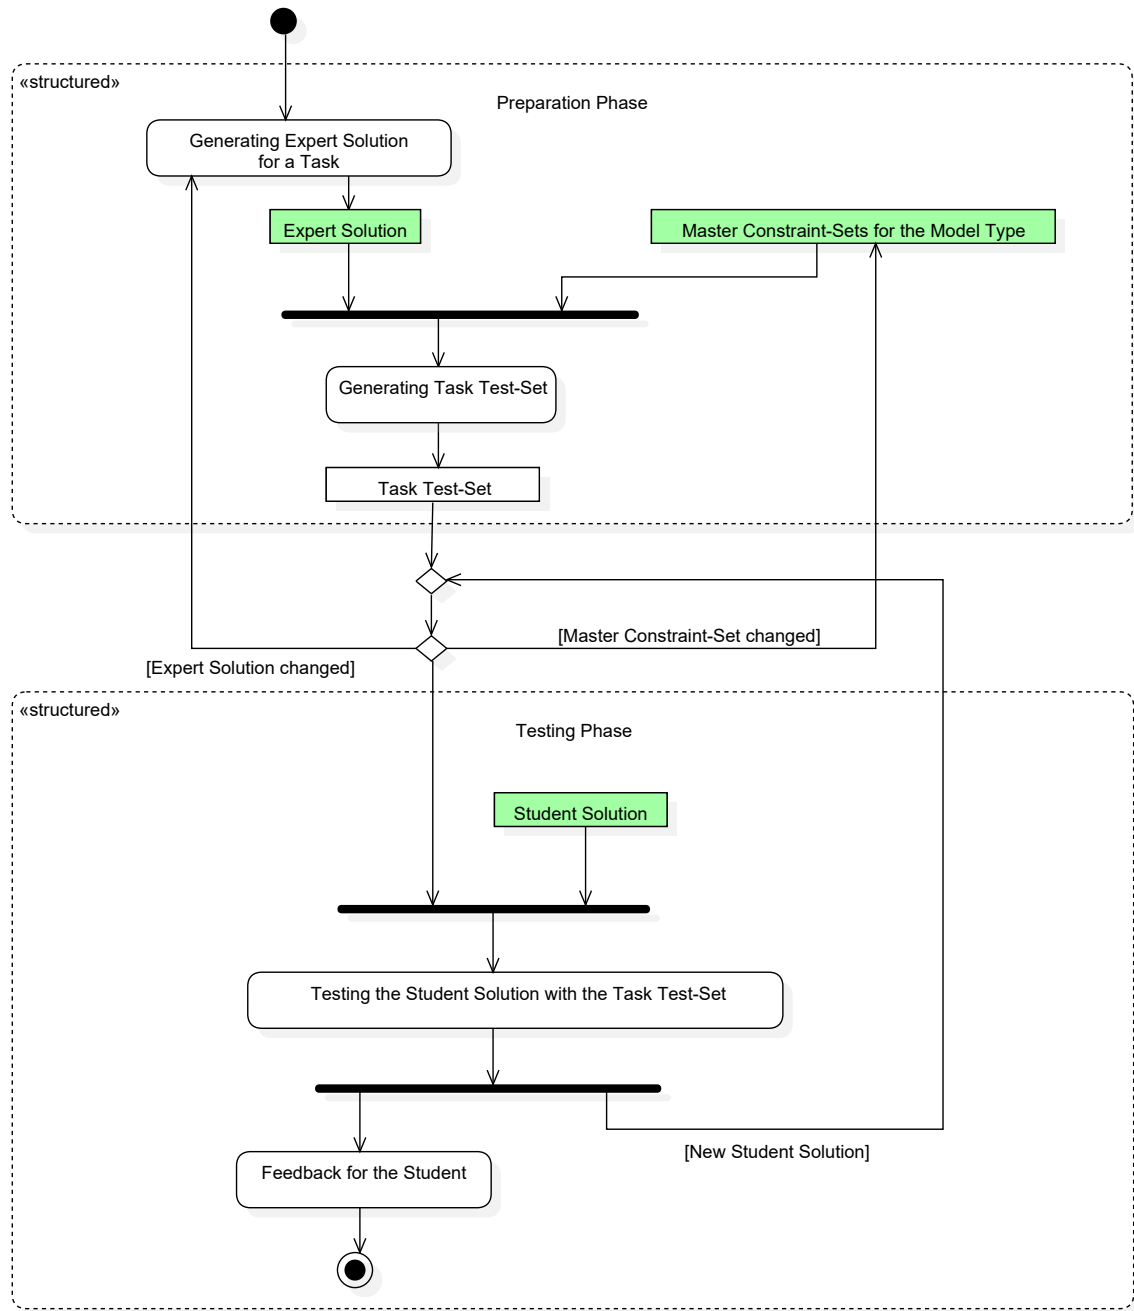 «structured»
Preparation Phase
Generating Expert Solution
for a Task
Expert Solution
Master Constraint-Sets for the Model Type
Generating Task Test-Set
Task Test-Set
[Master Constraint-Set changed]
[Expert Solution changed]
«structured»
Testing Phase
Student Solution
Testing the Student Solution with the Task Test-Set
[New Student Solution]
Feedback for the Student